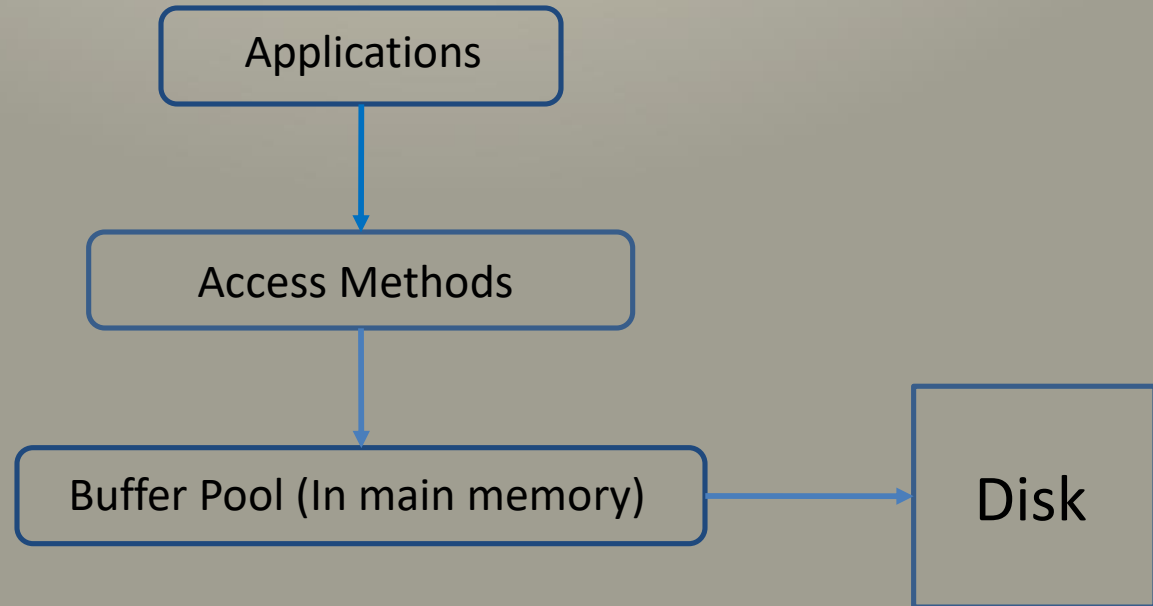 Applications
Access Methods
Buffer Pool (In main memory)
Disk